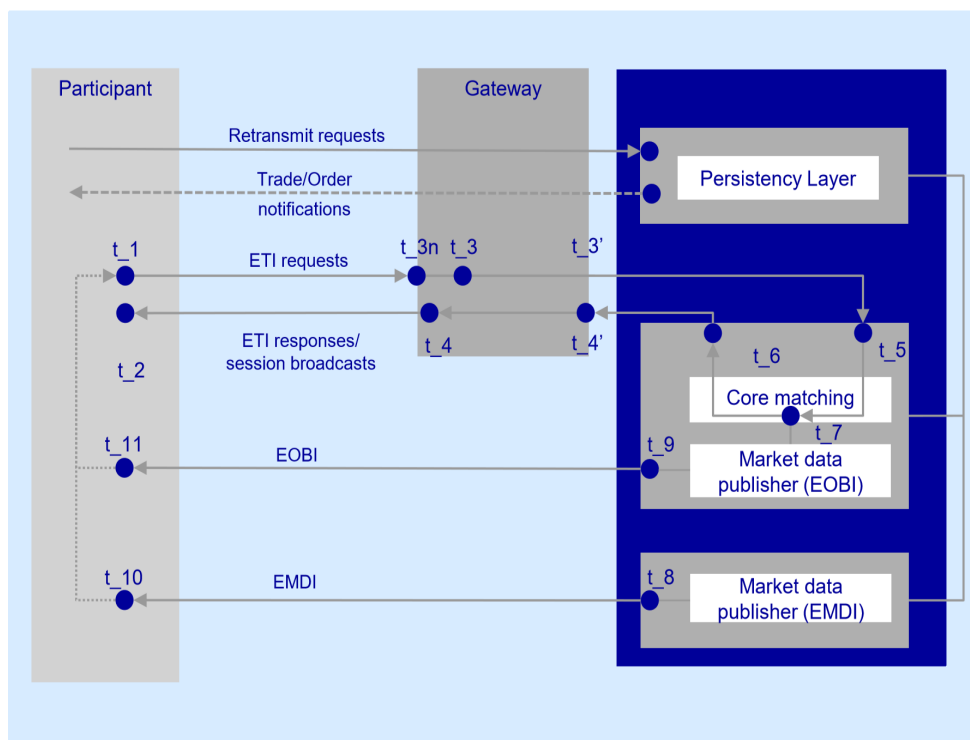 Participant
Gateway
Retransmit requests
Persistency Layer
Trade/Order
notifications
t_1
ETI requests
t_3n
t_3
t_3’
ETI responses/
session broadcasts
t_4
t_4’
t_2
t_6
t_5
Core matching
t_7
t_11
EOBI
t_9
Market data
publisher (EOBI)
t_10
EMDI
t_8
Market data
publisher (EMDI)